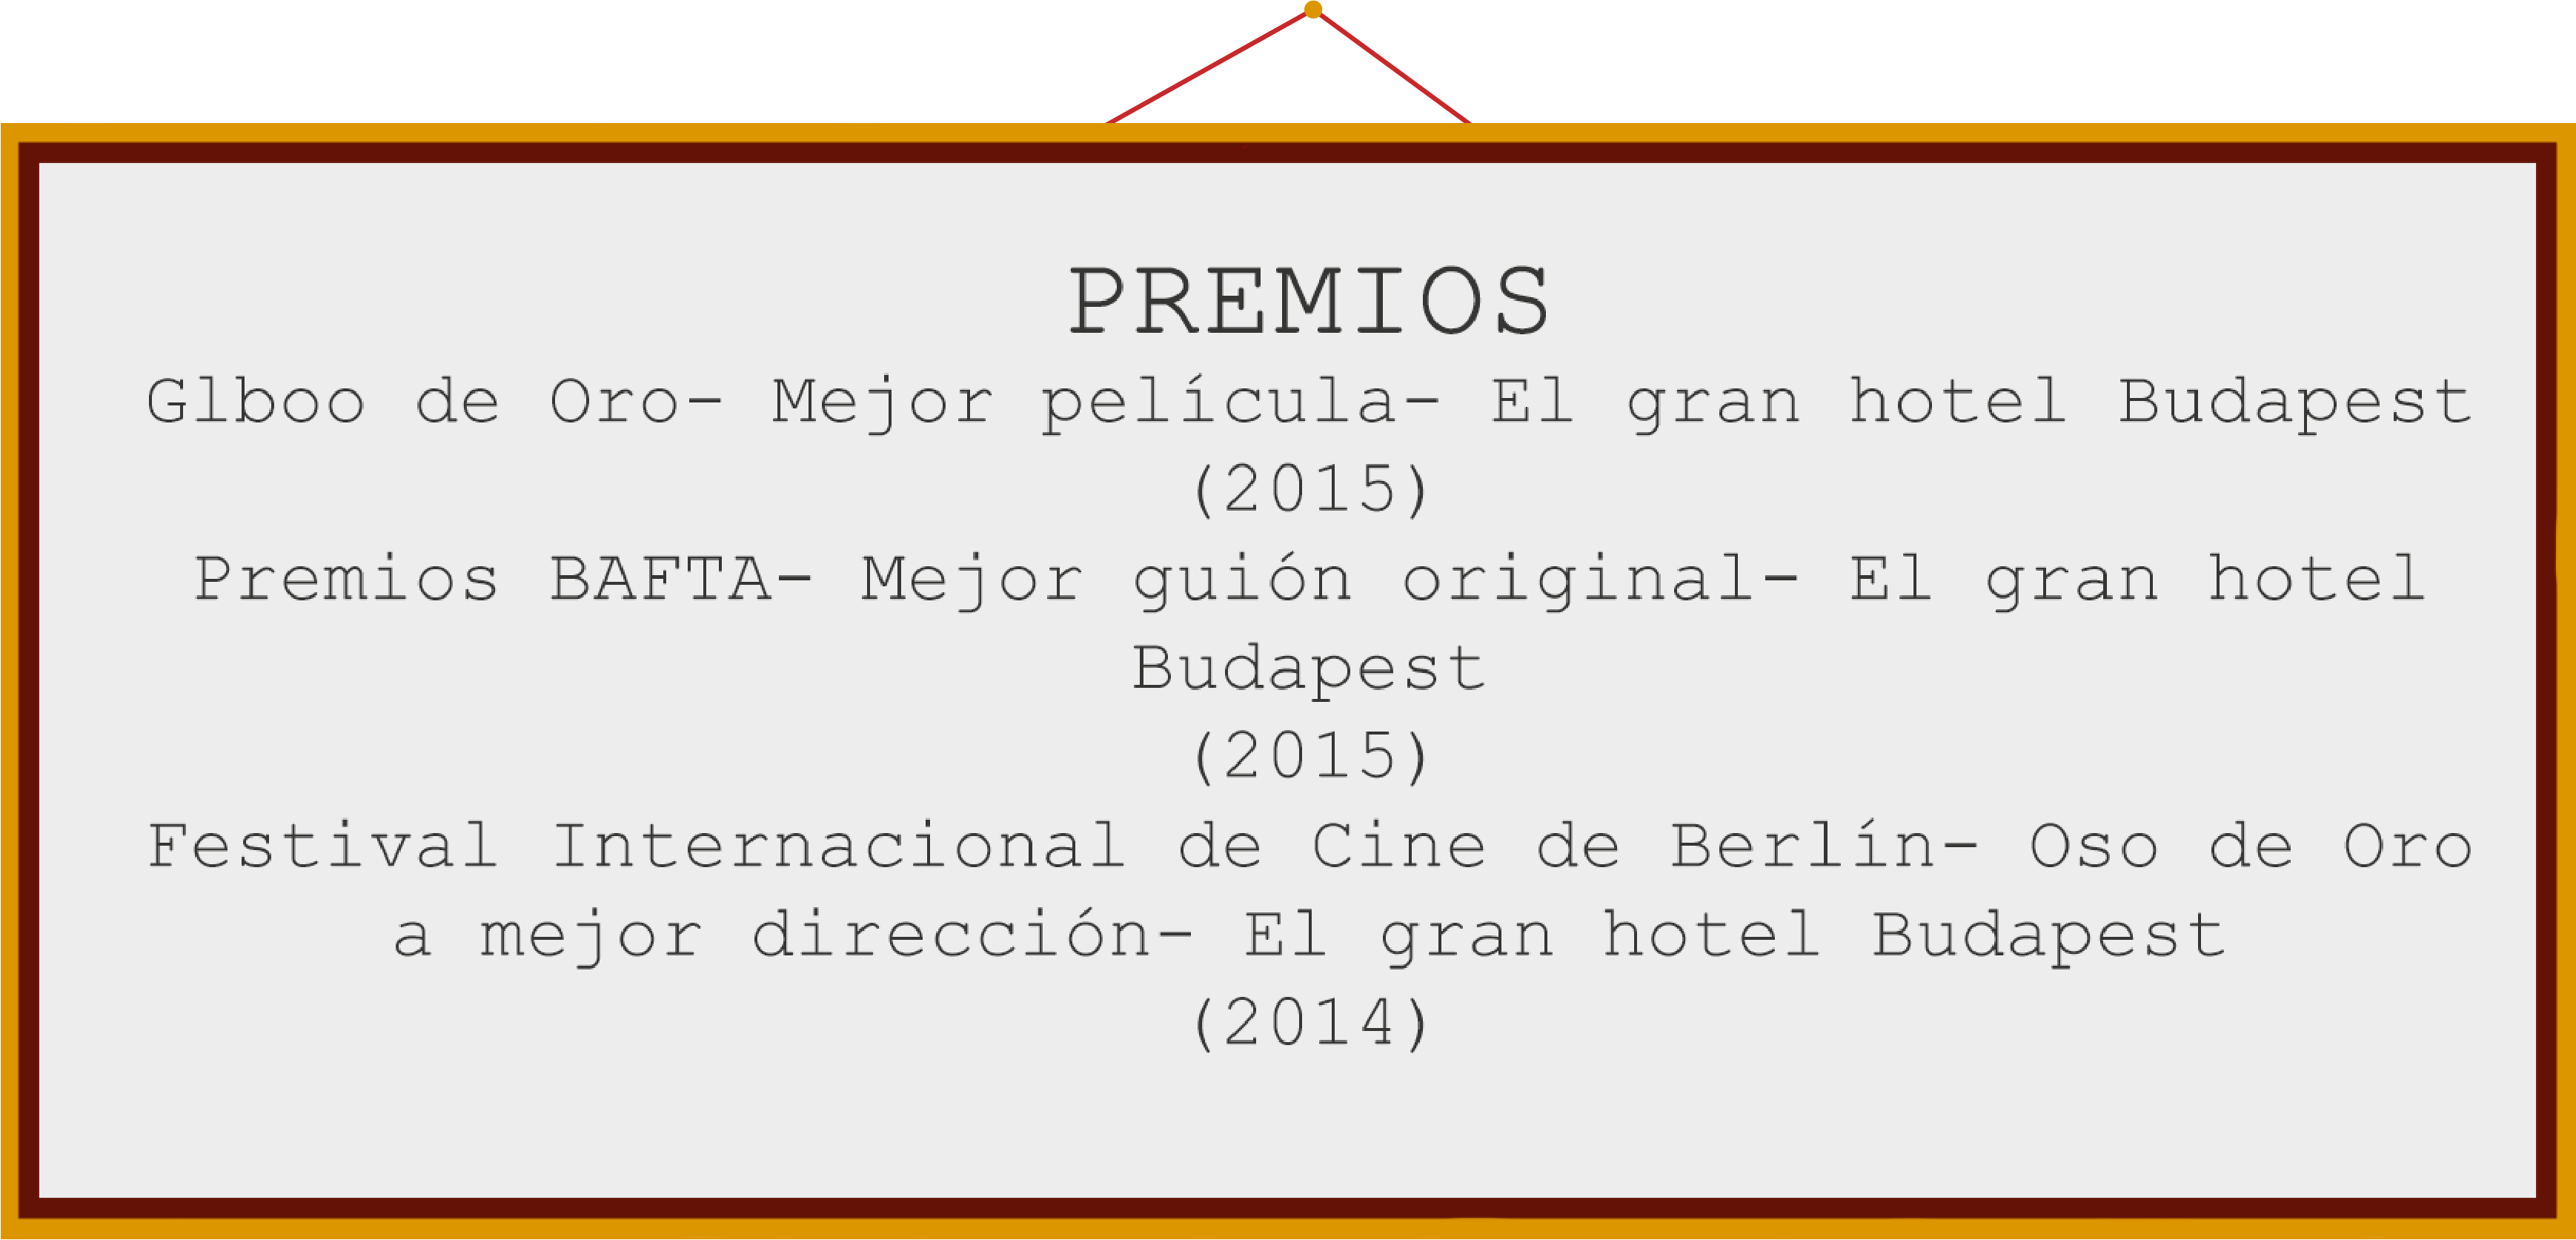 PREMIOS
Glboo de Oro- Mejor película- El gran hotel Budapest
(2015)
Premios BAFTA- Mejor guión original- El gran hotel
Budapest
(2015)
Festival Internacional de Cine de Berlín- Oso de Oro
a mejor dirección- El gran hotel Budapest
(2014)